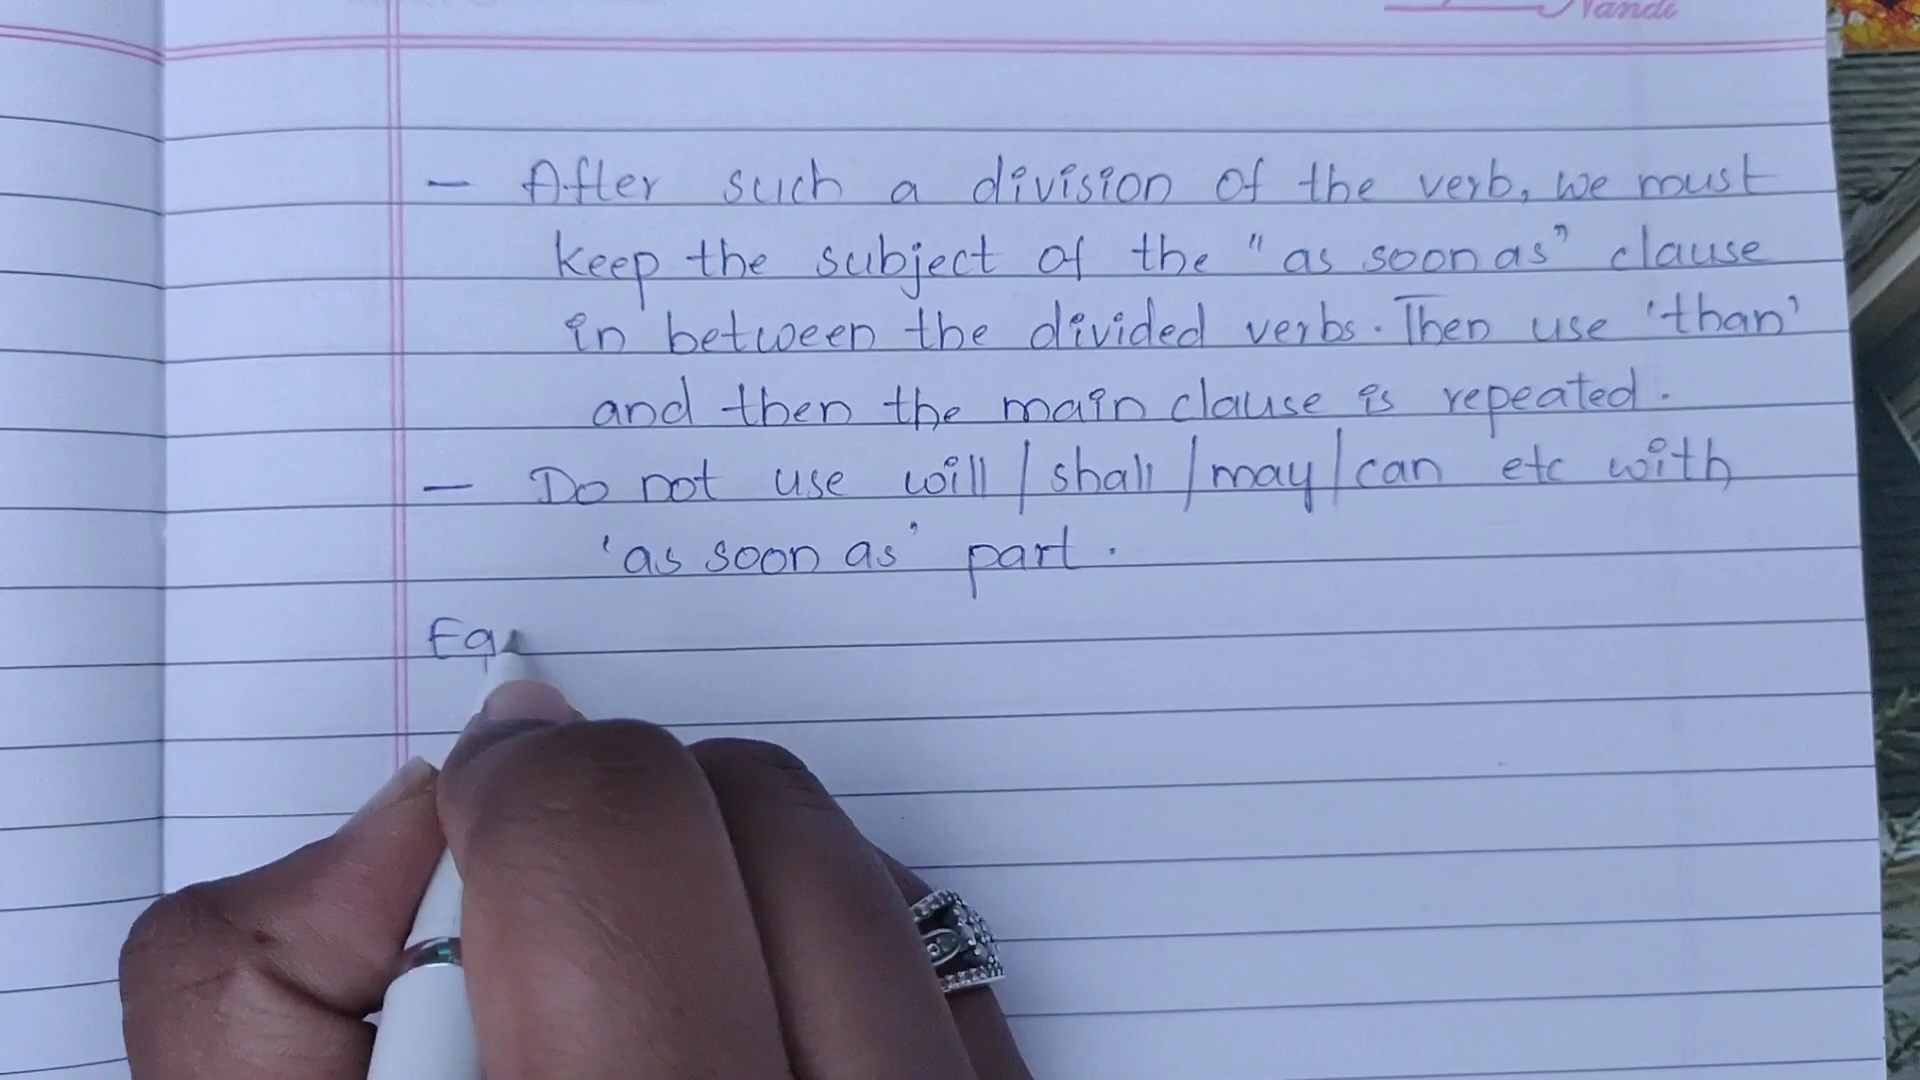 Nandi
— After such a division of the verb, we must
keep the subject of the "as soon as" clause
in between the divided verbs. Then use 'than'
and then the main clause is repeated.
— Do not use will / shall / may / can etc with
'as soon as' part.
Eg